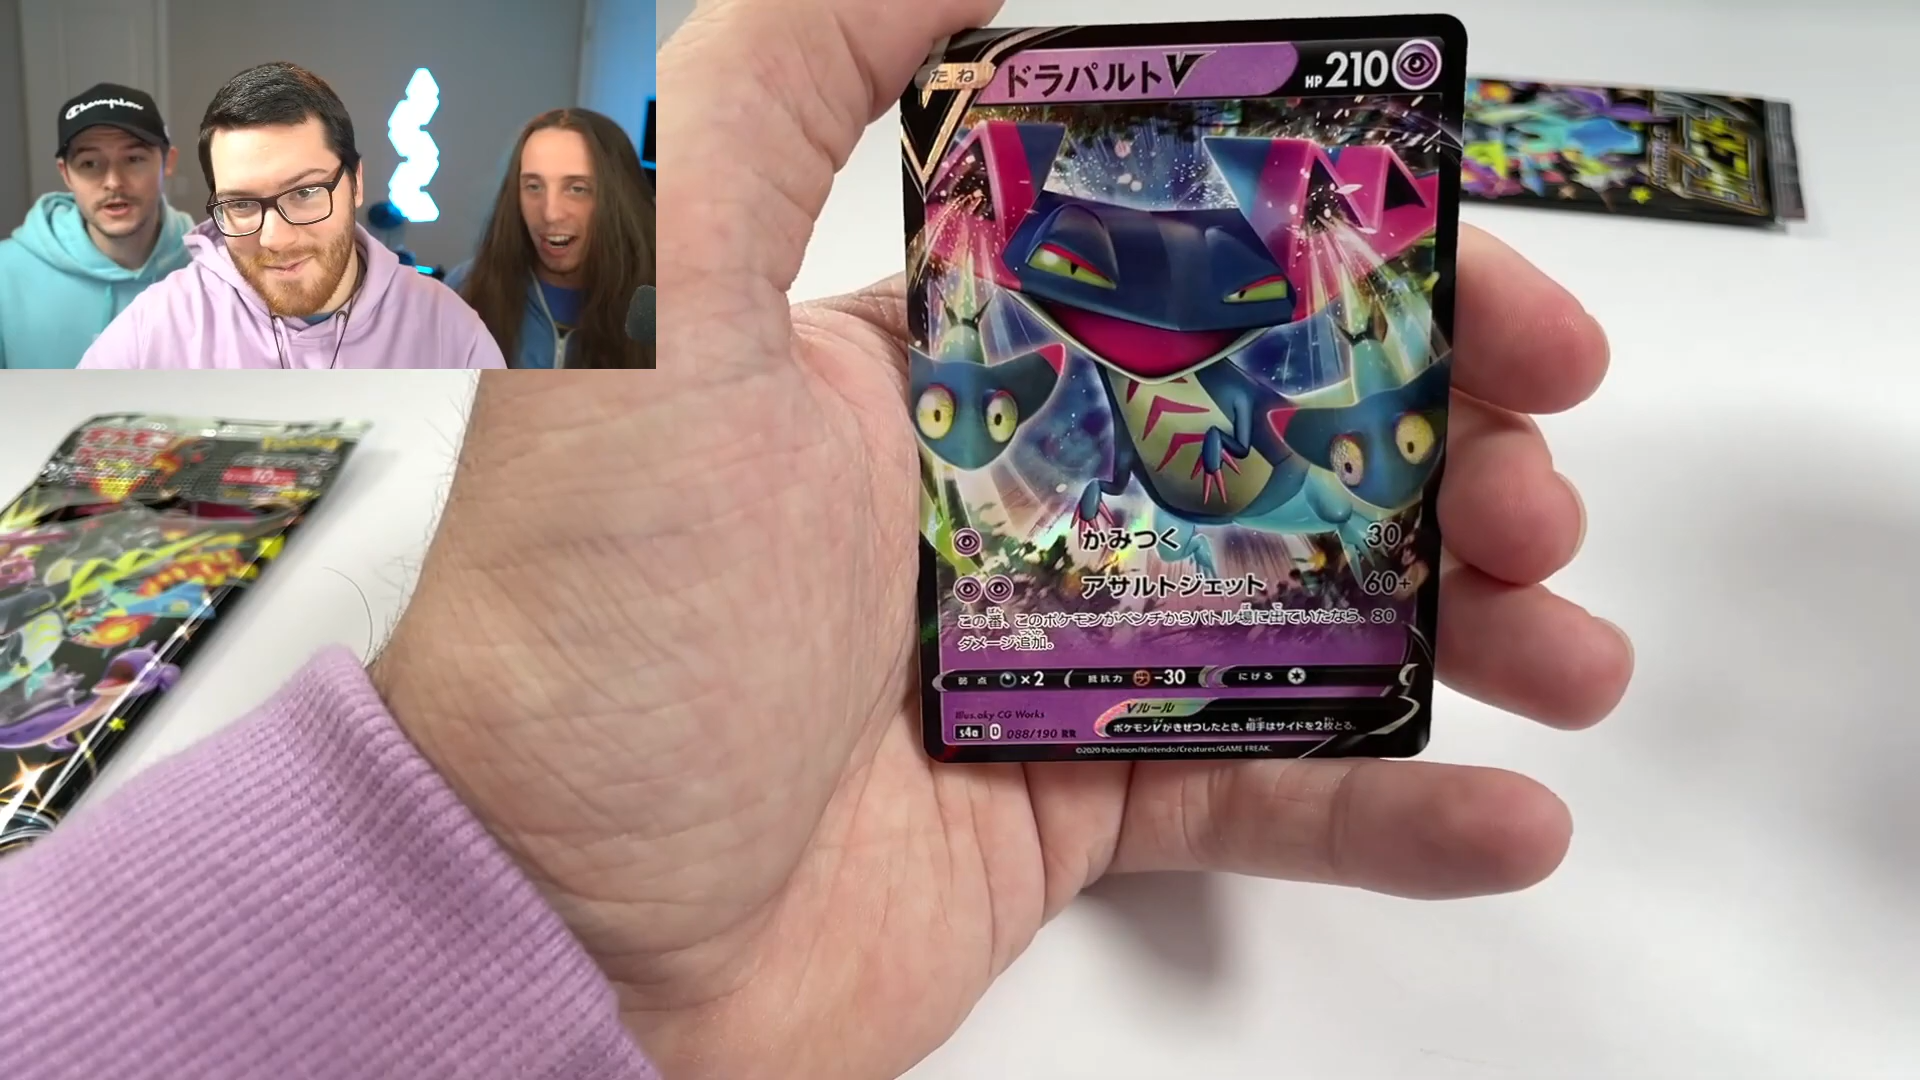 Champion
たね
ドラパルトV
HP 210
かみつく 30
アサルトジェット 60+
この番、このポケモンがベンチからバトル場に出ていたなら、80
ダメージ追加。
弱点 ×2 抵抗力 -30 にげる
Illus.aky CG Works
Vルール
ポケモンVがきぜつしたとき、相手はサイドを2枚とる。
s4a D 088/190 RR
©2020 Pokémon/Nintendo/Creatures/GAME FREAK.